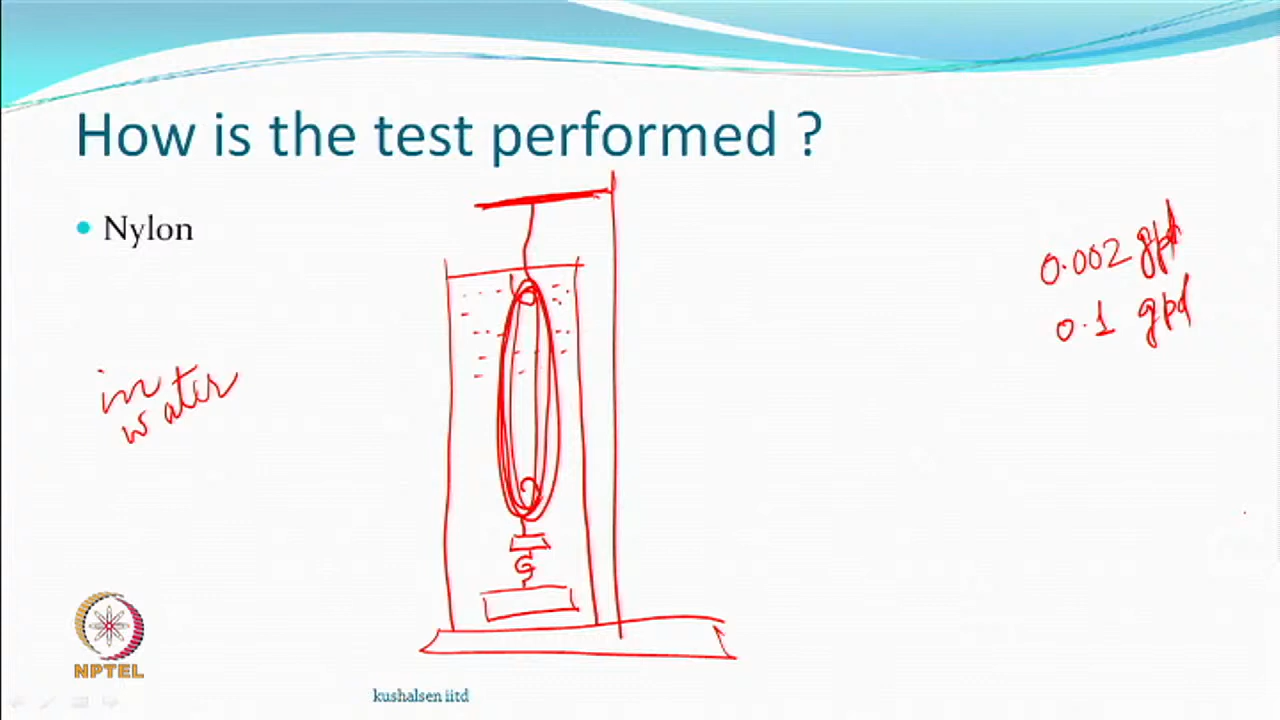 How is the test performed ?
Nylon
0.002 gpd
0.1 gpd
in
water
NPTEL
kushalsen iitd